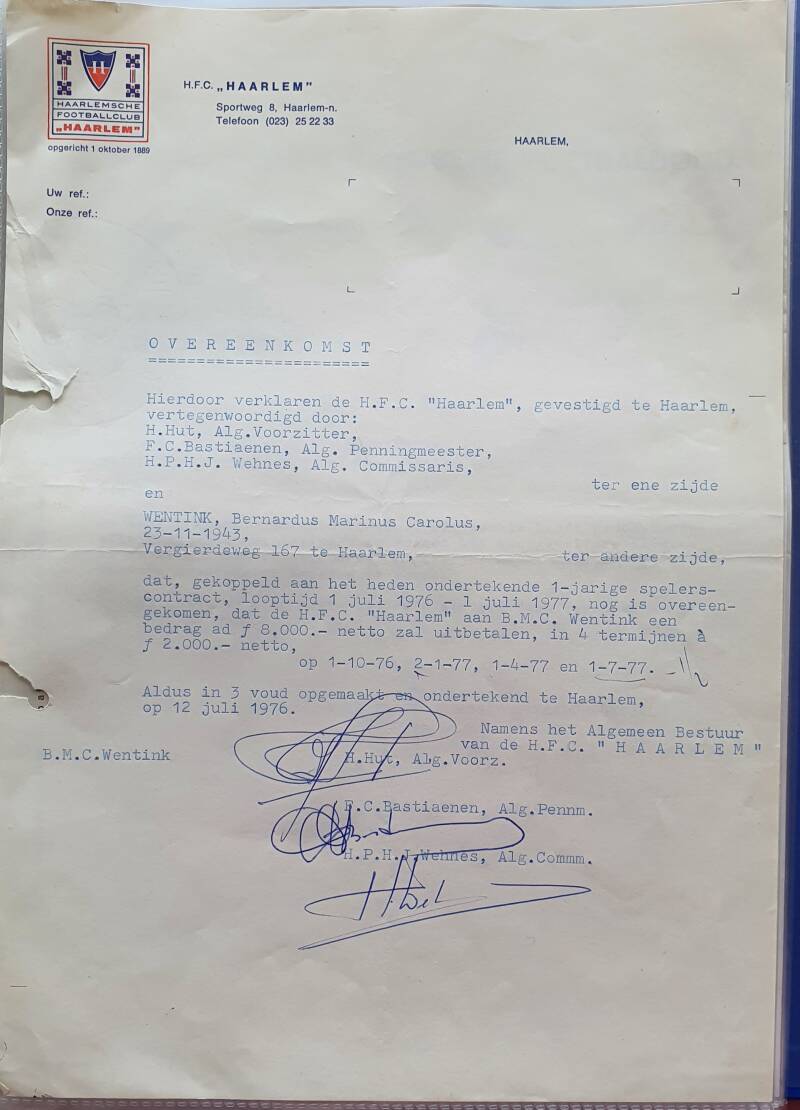 H
HAARLEMSCHE
FOOTBALLCLUB
„HAARLEM”
opgericht 1 oktober 1889
H.F.C. „HAARLEM”
Sportweg 8, Haarlem-n.
Telefoon (023) 25 22 33
HAARLEM,
Uw ref.:
Onze ref.:
O V E R E E N K O M S T
=======================
Hierdoor verklaren de H.F.C. "Haarlem", gevestigd te Haarlem,
vertegenwoordigd door:
H.Hut, Alg.Voorzitter,
F.C.Bastiaenen, Alg. Penningmeester,
H.P.H.J. Wehnes, Alg. Commissaris,
ter ene zijde
en
WENTINK, Bernardus Marinus Carolus,
23-11-1943,
Vergierdeweg 167 te Haarlem,
ter andere zijde,
dat, gekoppeld aan het heden ondertekende 1-jarige spelers-
contract, looptijd 1 juli 1976 - 1 juli 1977, nog is overeen-
gekomen, dat de H.F.C. "Haarlem" aan B.M.C. Wentink een
bedrag ad ƒ 8.000.- netto zal uitbetalen, in 4 termijnen à
ƒ 2.000.- netto,
op 1-10-76, 2-1-77, 1-4-77 en 1-7-77.
Aldus in 3 voud opgemaakt en ondertekend te Haarlem,
op 12 juli 1976.
Namens het Algemeen Bestuur
van de H.F.C. " H A A R L E M "
B.M.C.Wentink
H.Hut, Alg.Voorz.
F.C.Bastiaenen, Alg.Pennm.
H.P.H.J.Wehnes, Alg.Commm.